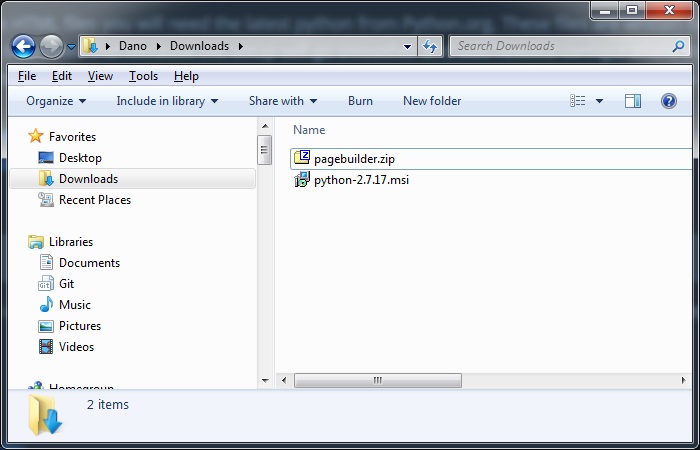 Dano Downloads
Search Downloads
File Edit View Tools Help
Organize Include in library Share with Burn New folder
Favorites
Desktop
Downloads
Recent Places
Libraries
Documents
Git
Music
Pictures
Videos
Homegroup
Name
pagebuilder.zip
python-2.7.17.msi
2 items